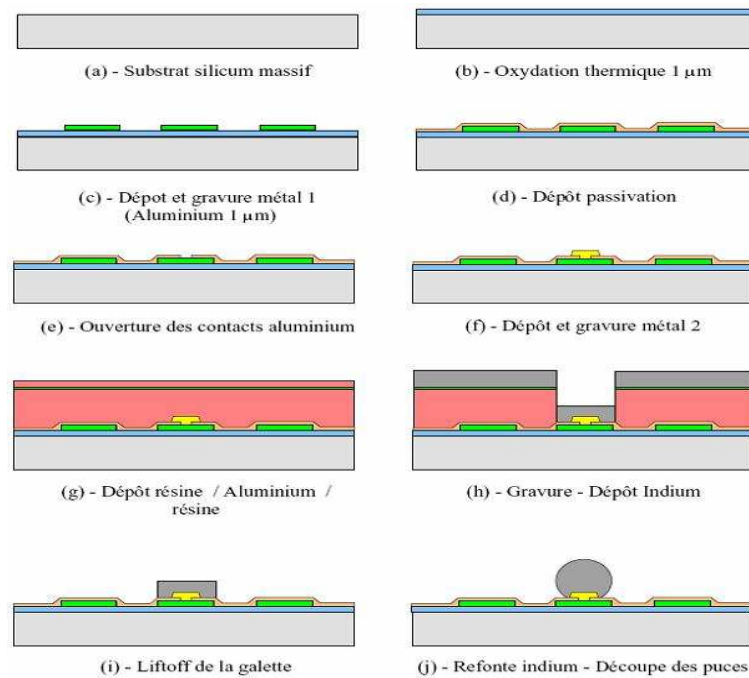 (a) - Substrat silicum massif
(b) - Oxydation thermique 1 µm
(c) - Dépot et gravure métal 1
(Aluminium 1 µm)
(d) - Dépôt passivation
(e) - Ouverture des contacts aluminium
(f) - Dépôt et gravure métal 2
(g) - Dépôt résine / Aluminium /
résine
(h) - Gravure - Dépôt Indium
(i) - Liftoff de la galette
(j) - Refonte indium - Découpe des puces